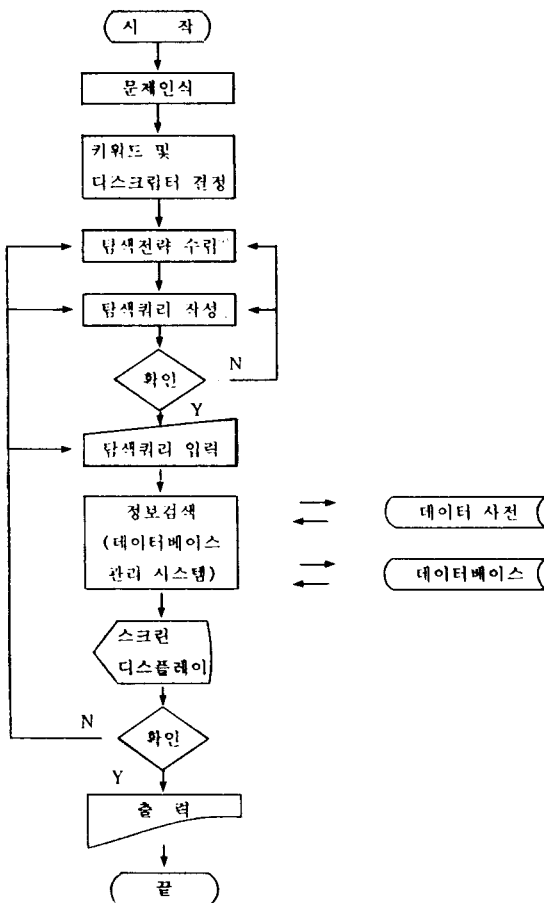 시 작
문제인식
키워드 및
디스크립터 결정
탐색전략 수립
탐색쿼리 작성
확인
N
Y
탐색쿼리 입력
정보검색
(데이터베이스
관리 시스템)
데이터 사전
데이터베이스
스크린
디스플레이
확인
N
Y
출 력
끝